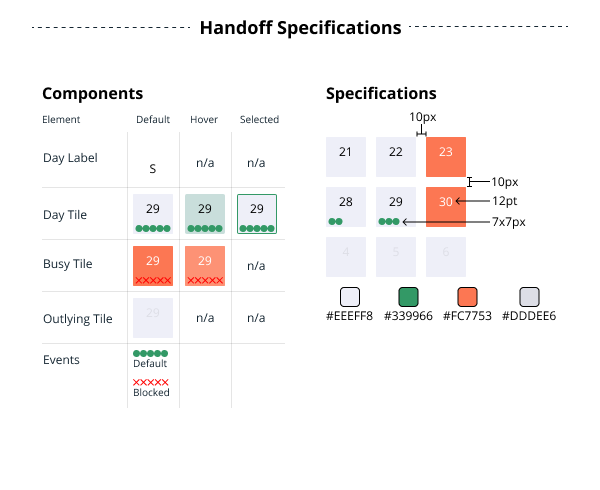 Handoff Specifications
Components
Element Default Hover Selected
Day Label S n/a n/a
Day Tile 29 29 29
Busy Tile 29 29 n/a
Outlying Tile 29 n/a n/a
Events
Default
Blocked
Specifications
10px
21 22 23
10px
28 29 30 12pt
7x7px
4 5 6
#EEEFF8 #339966 #FC7753 #DDDEE6